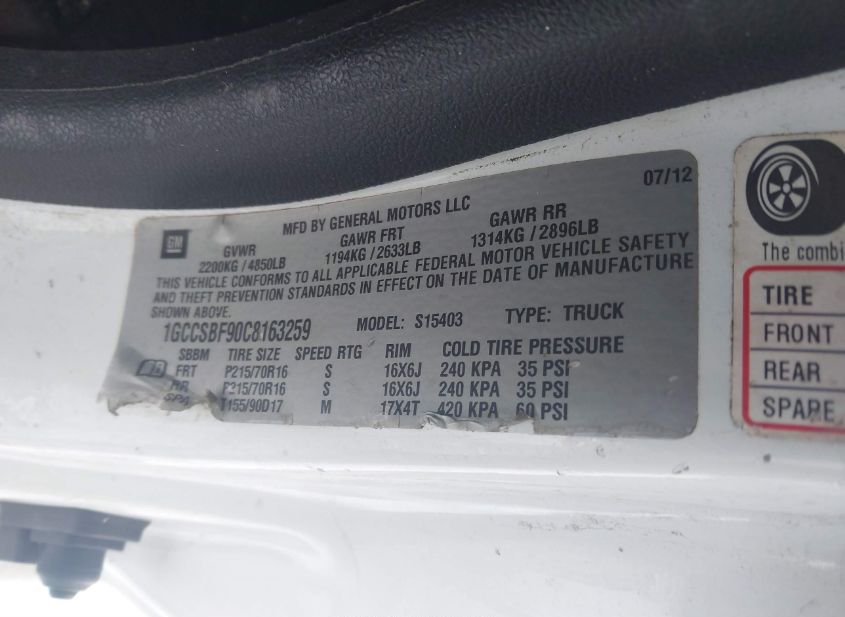 07/12
GM
MFD BY GENERAL MOTORS LLC
GVWR GAWR FRT GAWR RR
2200KG / 4850LB 1194KG / 2633LB 1314KG / 2896LB
THIS VEHICLE CONFORMS TO ALL APPLICABLE FEDERAL MOTOR VEHICLE SAFETY
AND THEFT PREVENTION STANDARDS IN EFFECT ON THE DATE OF MANUFACTURE
SHOWN ABOVE.
1GCCSBF90C8163259 MODEL: S15403 TYPE: TRUCK
SBBM TIRE SIZE SPEED RTG RIM COLD TIRE PRESSURE
FRT P215/70R16 S 16X6J 240 KPA 35 PSI
RR P215/70R16 S 16X6J 240 KPA 35 PSI
SPA T155/90D17 M 17X4T 420 KPA 60 PSI
The combi
TIRE
FRONT
REAR
SPARE